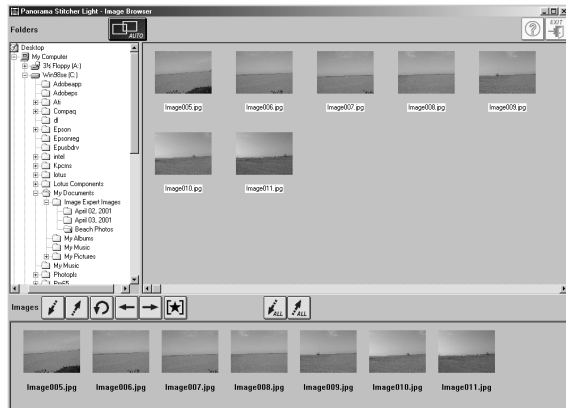 Panorama Stitcher Light - Image Browser
Folders
AUTO
EXIT
Desktop
My Computer
3½ Floppy (A:)
Win98se (C:)
Adobeapp
Adobeps
Ati
Compaq
dl
Epson
Epsonreg
Epusbdrv
intel
Kpcms
lotus
Lotus Components
My Documents
Image Expert Images
April 02, 2001
April 03, 2001
Beach Photos
My Albums
My Music
My Pictures
My Music
Photopls
Image005.jpg Image006.jpg Image007.jpg Image008.jpg Image009.jpg
Image010.jpg Image011.jpg
Images
ALL ALL
Image005.jpg Image006.jpg Image007.jpg Image008.jpg Image009.jpg Image010.jpg Image011.jpg